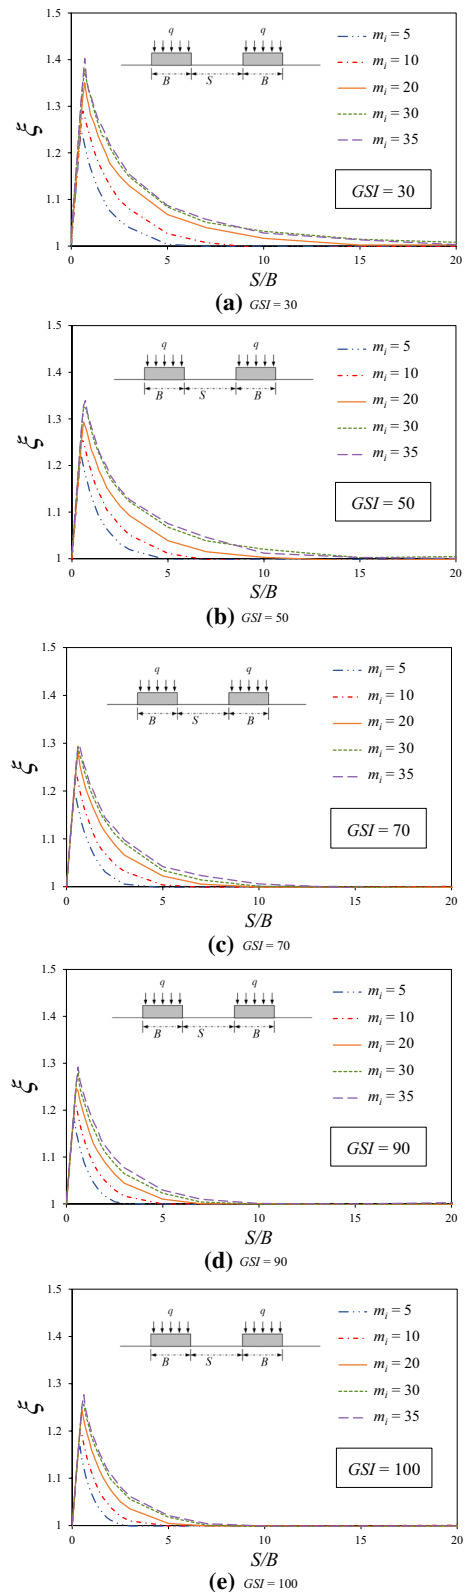 1.5
q q
m_i = 5
1.4
m_i = 10
B S B
1.3
m_i = 20
ξ
m_i = 30
1.2
m_i = 35
1.1
GSI = 30
1
0 5 10 15 20
S/B
(a) GSI = 30
1.5
q q
m_i = 5
1.4
m_i = 10
B S B
1.3
m_i = 20
ξ
m_i = 30
1.2
m_i = 35
1.1
GSI = 50
1
0 5 10 15 20
S/B
(b) GSI = 50
1.5
q q
m_i = 5
1.4
m_i = 10
B S B
1.3
m_i = 20
ξ
m_i = 30
1.2
m_i = 35
1.1
GSI = 70
1
0 5 10 15 20
S/B
(c) GSI = 70
1.5
q q
m_i = 5
1.4
m_i = 10
B S B
1.3
m_i = 20
ξ
m_i = 30
1.2
m_i = 35
1.1
GSI = 90
1
0 5 10 15 20
S/B
(d) GSI = 90
1.5
q q
m_i = 5
1.4
m_i = 10
B S B
1.3
m_i = 20
ξ
m_i = 30
1.2
m_i = 35
1.1
GSI = 100
1
0 5 10 15 20
S/B
(e) GSI = 100